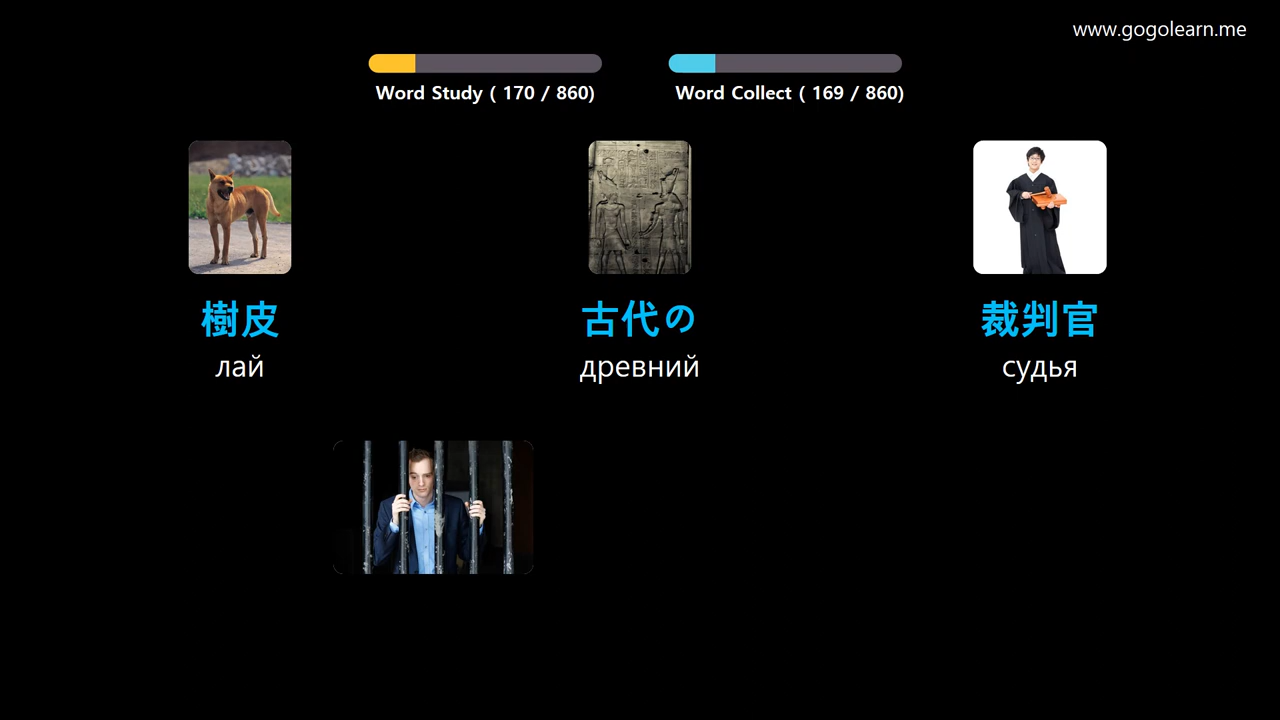 www.gogolearn.me
Word Study ( 170 / 860)
Word Collect ( 169 / 860)
樹皮
лай
古代の
древний
裁判官
судья